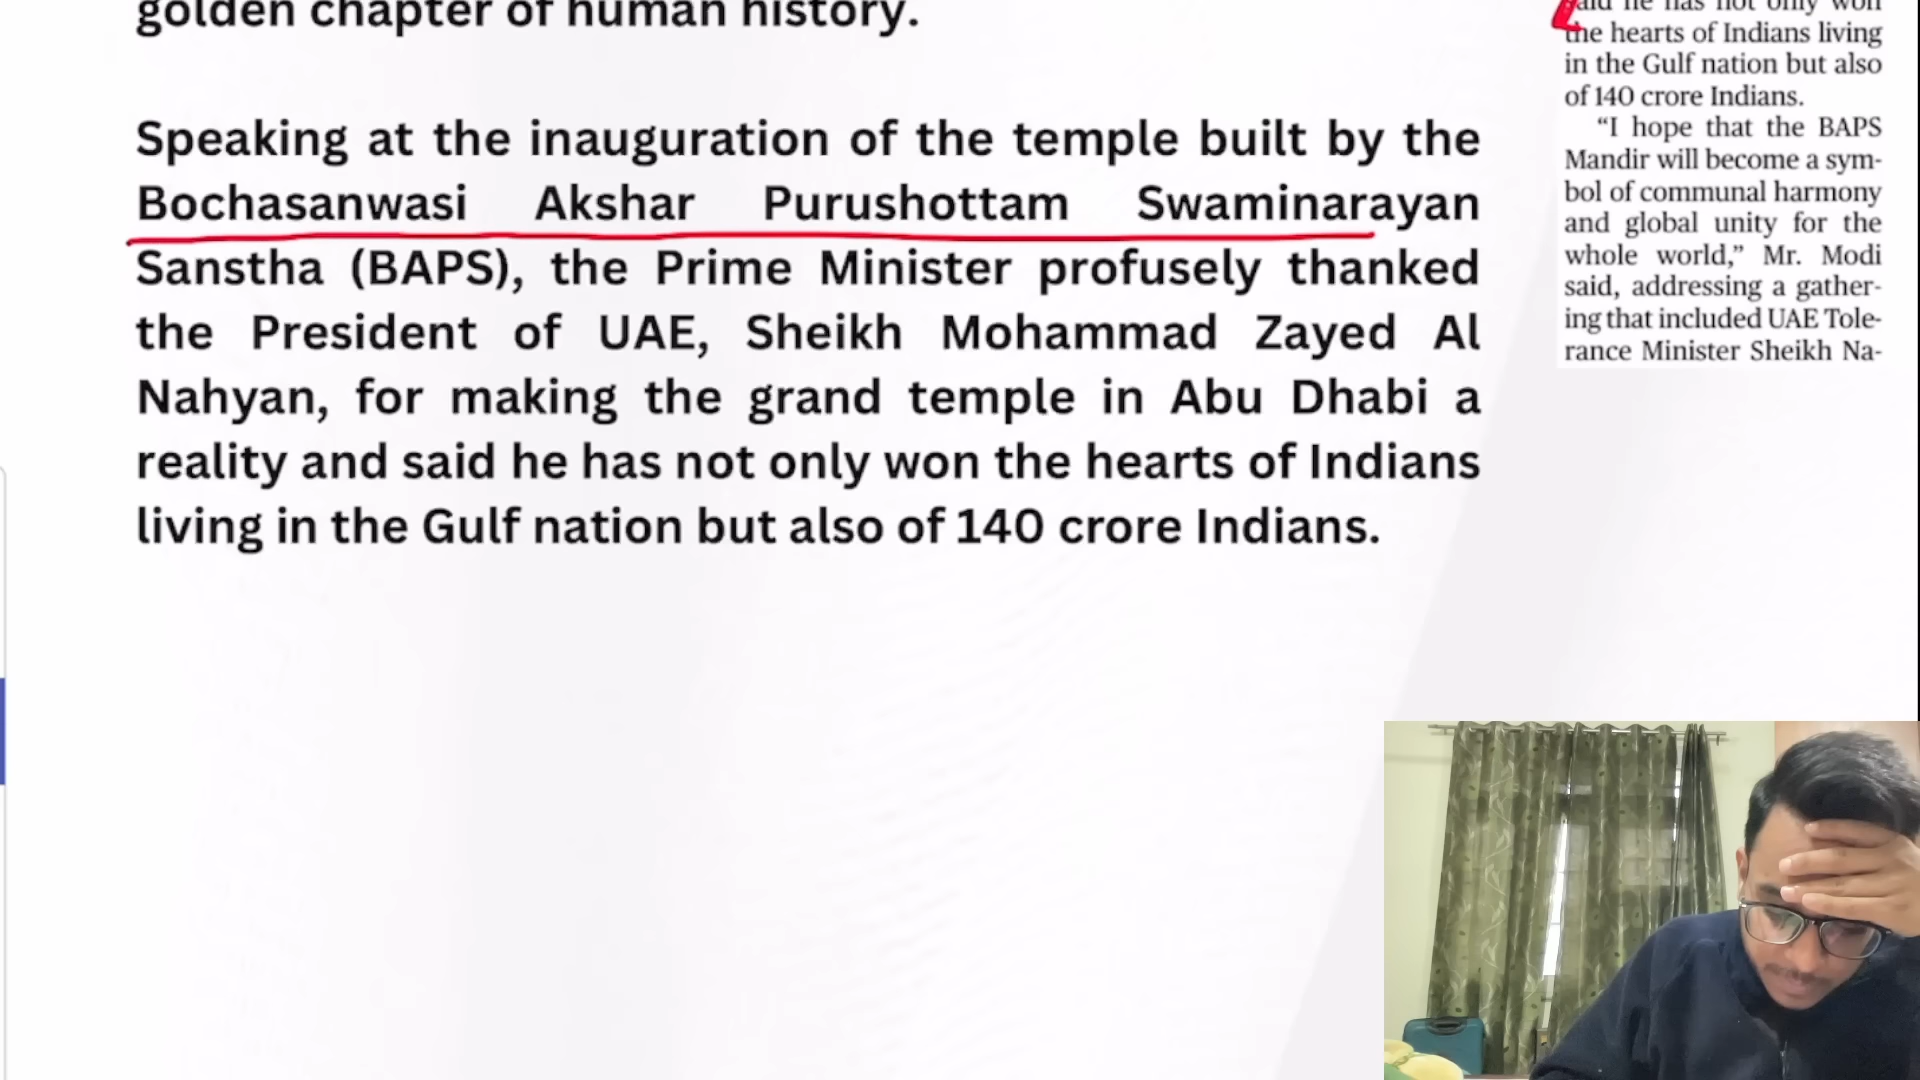 golden chapter of human history.
Speaking at the inauguration of the temple built by the
Bochasanwasi Akshar Purushottam Swaminarayan
Sanstha (BAPS), the Prime Minister profusely thanked
the President of UAE, Sheikh Mohammad Zayed Al
Nahyan, for making the grand temple in Abu Dhabi a
reality and said he has not only won the hearts of Indians
living in the Gulf nation but also of 140 crore Indians.
said he has not only won
the hearts of Indians living
in the Gulf nation but also
of 140 crore Indians.
“I hope that the BAPS
Mandir will become a sym-
bol of communal harmony
and global unity for the
whole world,” Mr. Modi
said, addressing a gather-
ing that included UAE Tole-
rance Minister Sheikh Na-